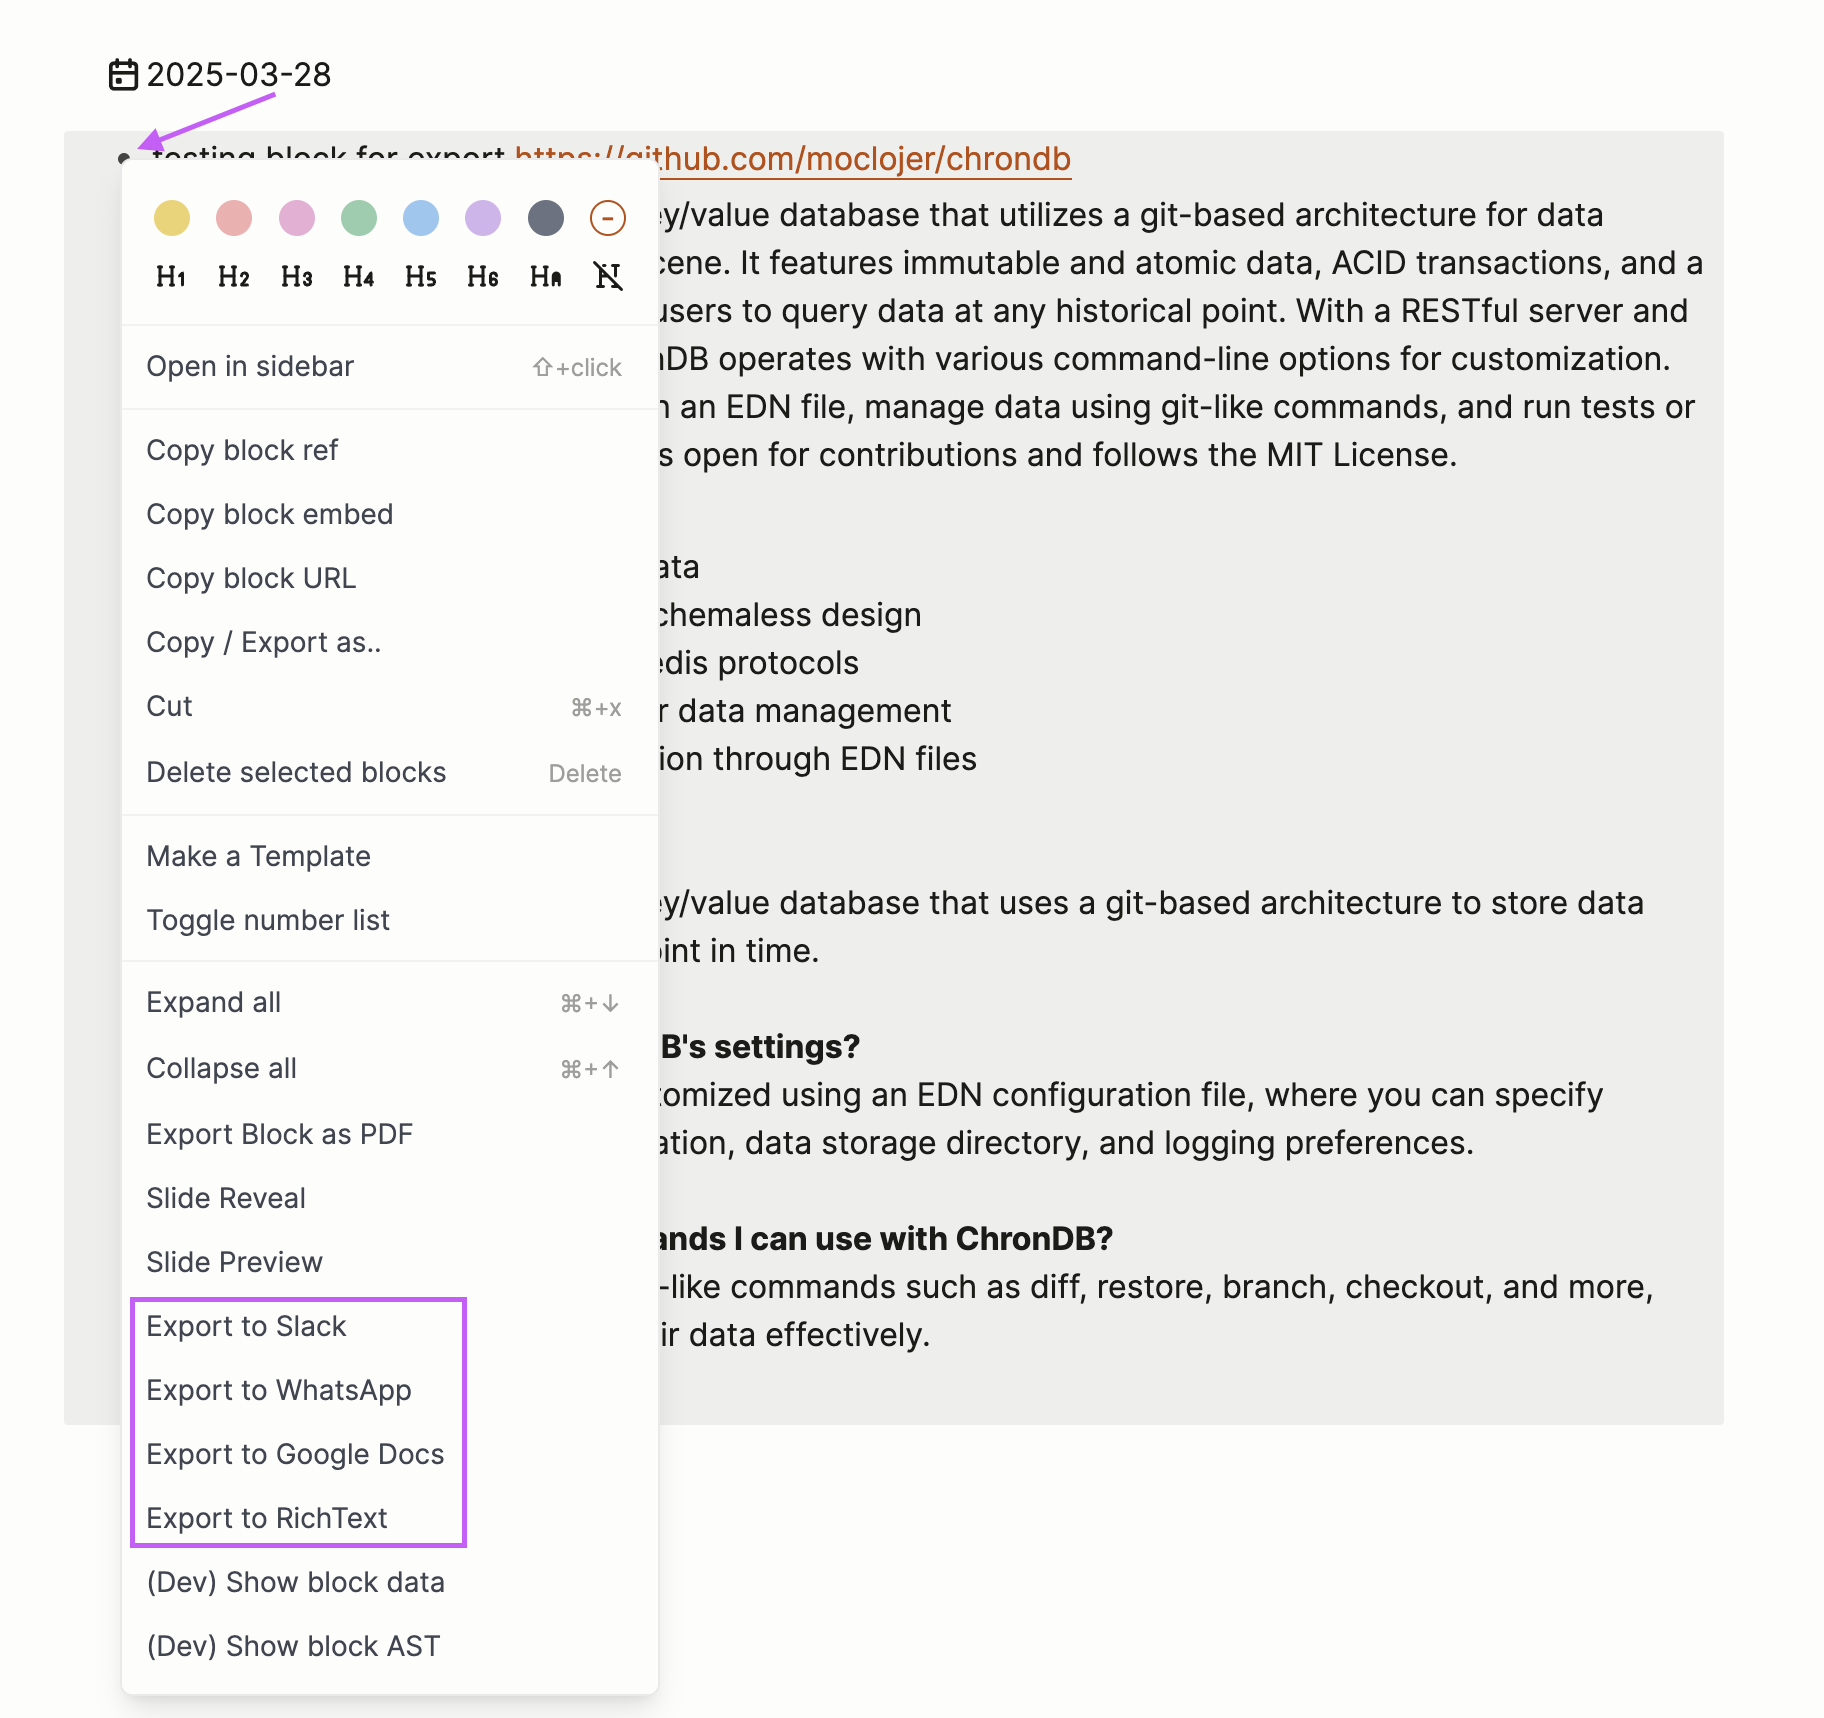 2025-03-28
testing block for export https://github.com/moclojer/chrondb
H1 H2 H3 H4 H5 H6 HA
ey/value database that utilizes a git-based architecture for data
cene. It features immutable and atomic data, ACID transactions, and a
users to query data at any historical point. With a RESTful server and
nDB operates with various command-line options for customization.
n an EDN file, manage data using git-like commands, and run tests or
s open for contributions and follows the MIT License.
ata
chemaless design
edis protocols
r data management
ion through EDN files
ey/value database that uses a git-based architecture to store data
oint in time.
B's settings?
tomized using an EDN configuration file, where you can specify
ation, data storage directory, and logging preferences.
ands I can use with ChronDB?
-like commands such as diff, restore, branch, checkout, and more,
ir data effectively.
Open in sidebar ⇧+click
Copy block ref
Copy block embed
Copy block URL
Copy / Export as..
Cut ⌘+x
Delete selected blocks Delete
Make a Template
Toggle number list
Expand all ⌘+↓
Collapse all ⌘+↑
Export Block as PDF
Slide Reveal
Slide Preview
Export to Slack
Export to WhatsApp
Export to Google Docs
Export to RichText
(Dev) Show block data
(Dev) Show block AST